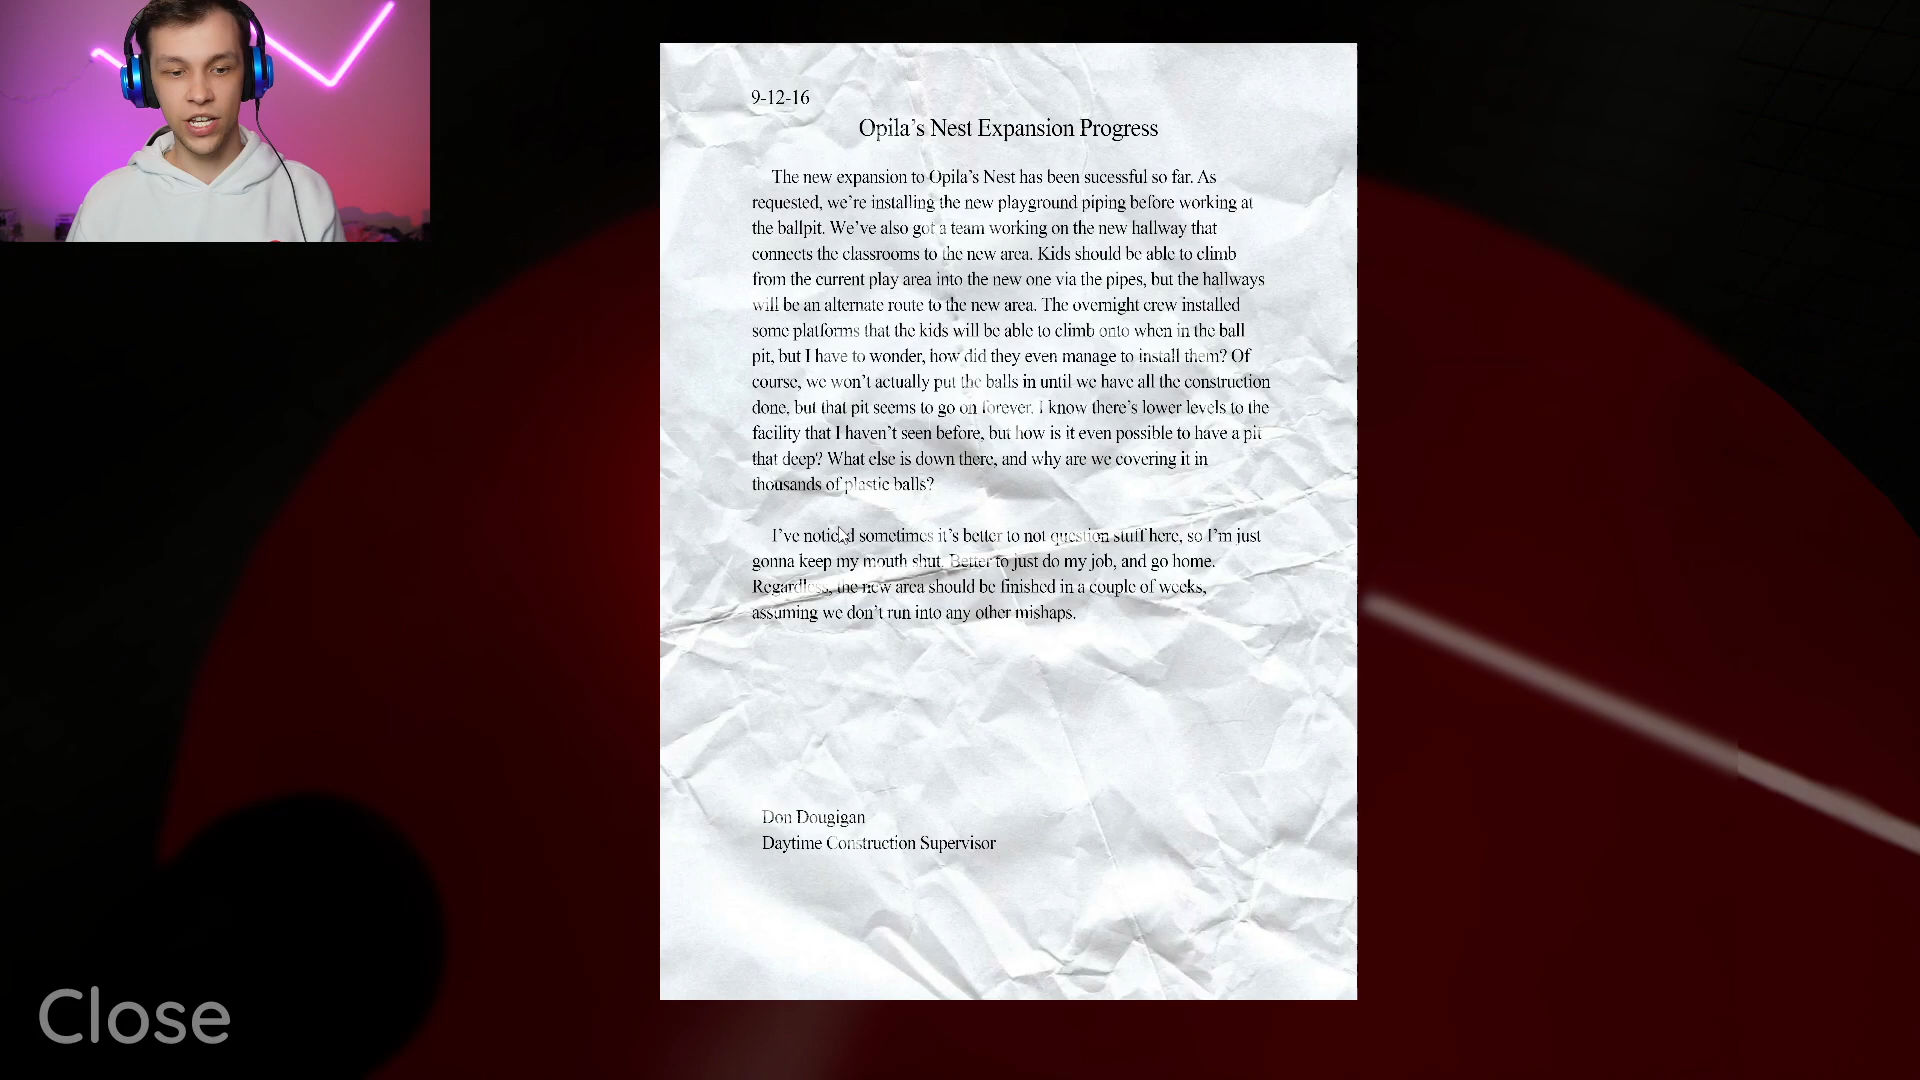 9-12-16
Opila's Nest Expansion Progress
The new expansion to Opila's Nest has been sucessful so far. As
requested, we're installing the new playground piping before working at
the ballpit. We've also got a team working on the new hallway that
connects the classrooms to the new area. Kids should be able to climb
from the current play area into the new one via the pipes, but the hallways
will be an alternate route to the new area. The overnight crew installed
some platforms that the kids will be able to climb onto when in the ball
pit, but I have to wonder, how did they even manage to install them? Of
course, we won't actually put the balls in until we have all the construction
done, but that pit seems to go on forever. I know there's lower levels to the
facility that I haven't seen before, but how is it even possible to have a pit
that deep? What else is down there, and why are we covering it in
thousands of plastic balls?
I've noticed sometimes it's better to not question stuff here, so I'm just
gonna keep my mouth shut. Better to just do my job, and go home.
Regardless, the new area should be finished in a couple of weeks,
assuming we don't run into any other mishaps.
Don Dougigan
Daytime Construction Supervisor
Close